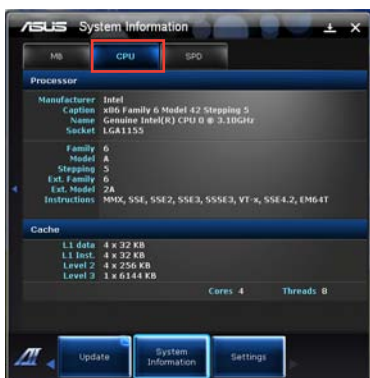 ASUS System Information
MB CPU SPD
Processor
Manufacturer Intel
Caption x86 Family 6 Model 42 Stepping 5
Name Genuine Intel(R) CPU 0 @ 3.10GHz
Socket LGA1155
Family 6
Model A
Stepping 5
Ext. Family 6
Ext. Model 2A
Instructions MMX, SSE, SSE2, SSE3, SSSE3, VT-x, SSE4.2, EM64T
Cache
L1 data 4 x 32 KB
L1 Inst. 4 x 32 KB
Level 2 4 x 256 KB
Level 3 1 x 6144 KB
Cores 4 Threads 8
Update System Information Settings